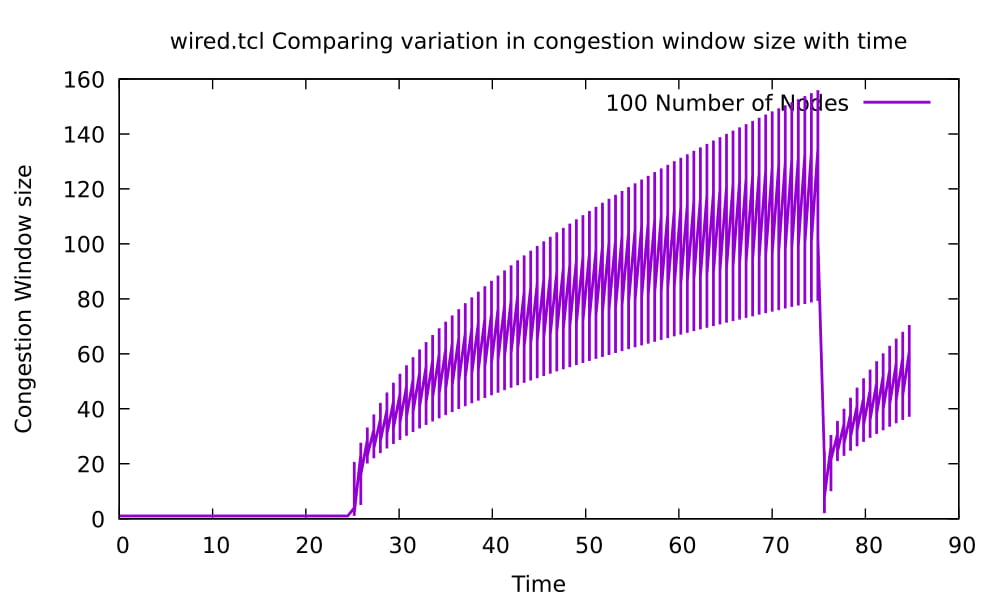 wired.tcl Comparing variation in congestion window size with time
100 Number of Nodes
Congestion Window size
160
140
120
100
80
60
40
20
0
0 10 20 30 40 50 60 70 80 90
Time